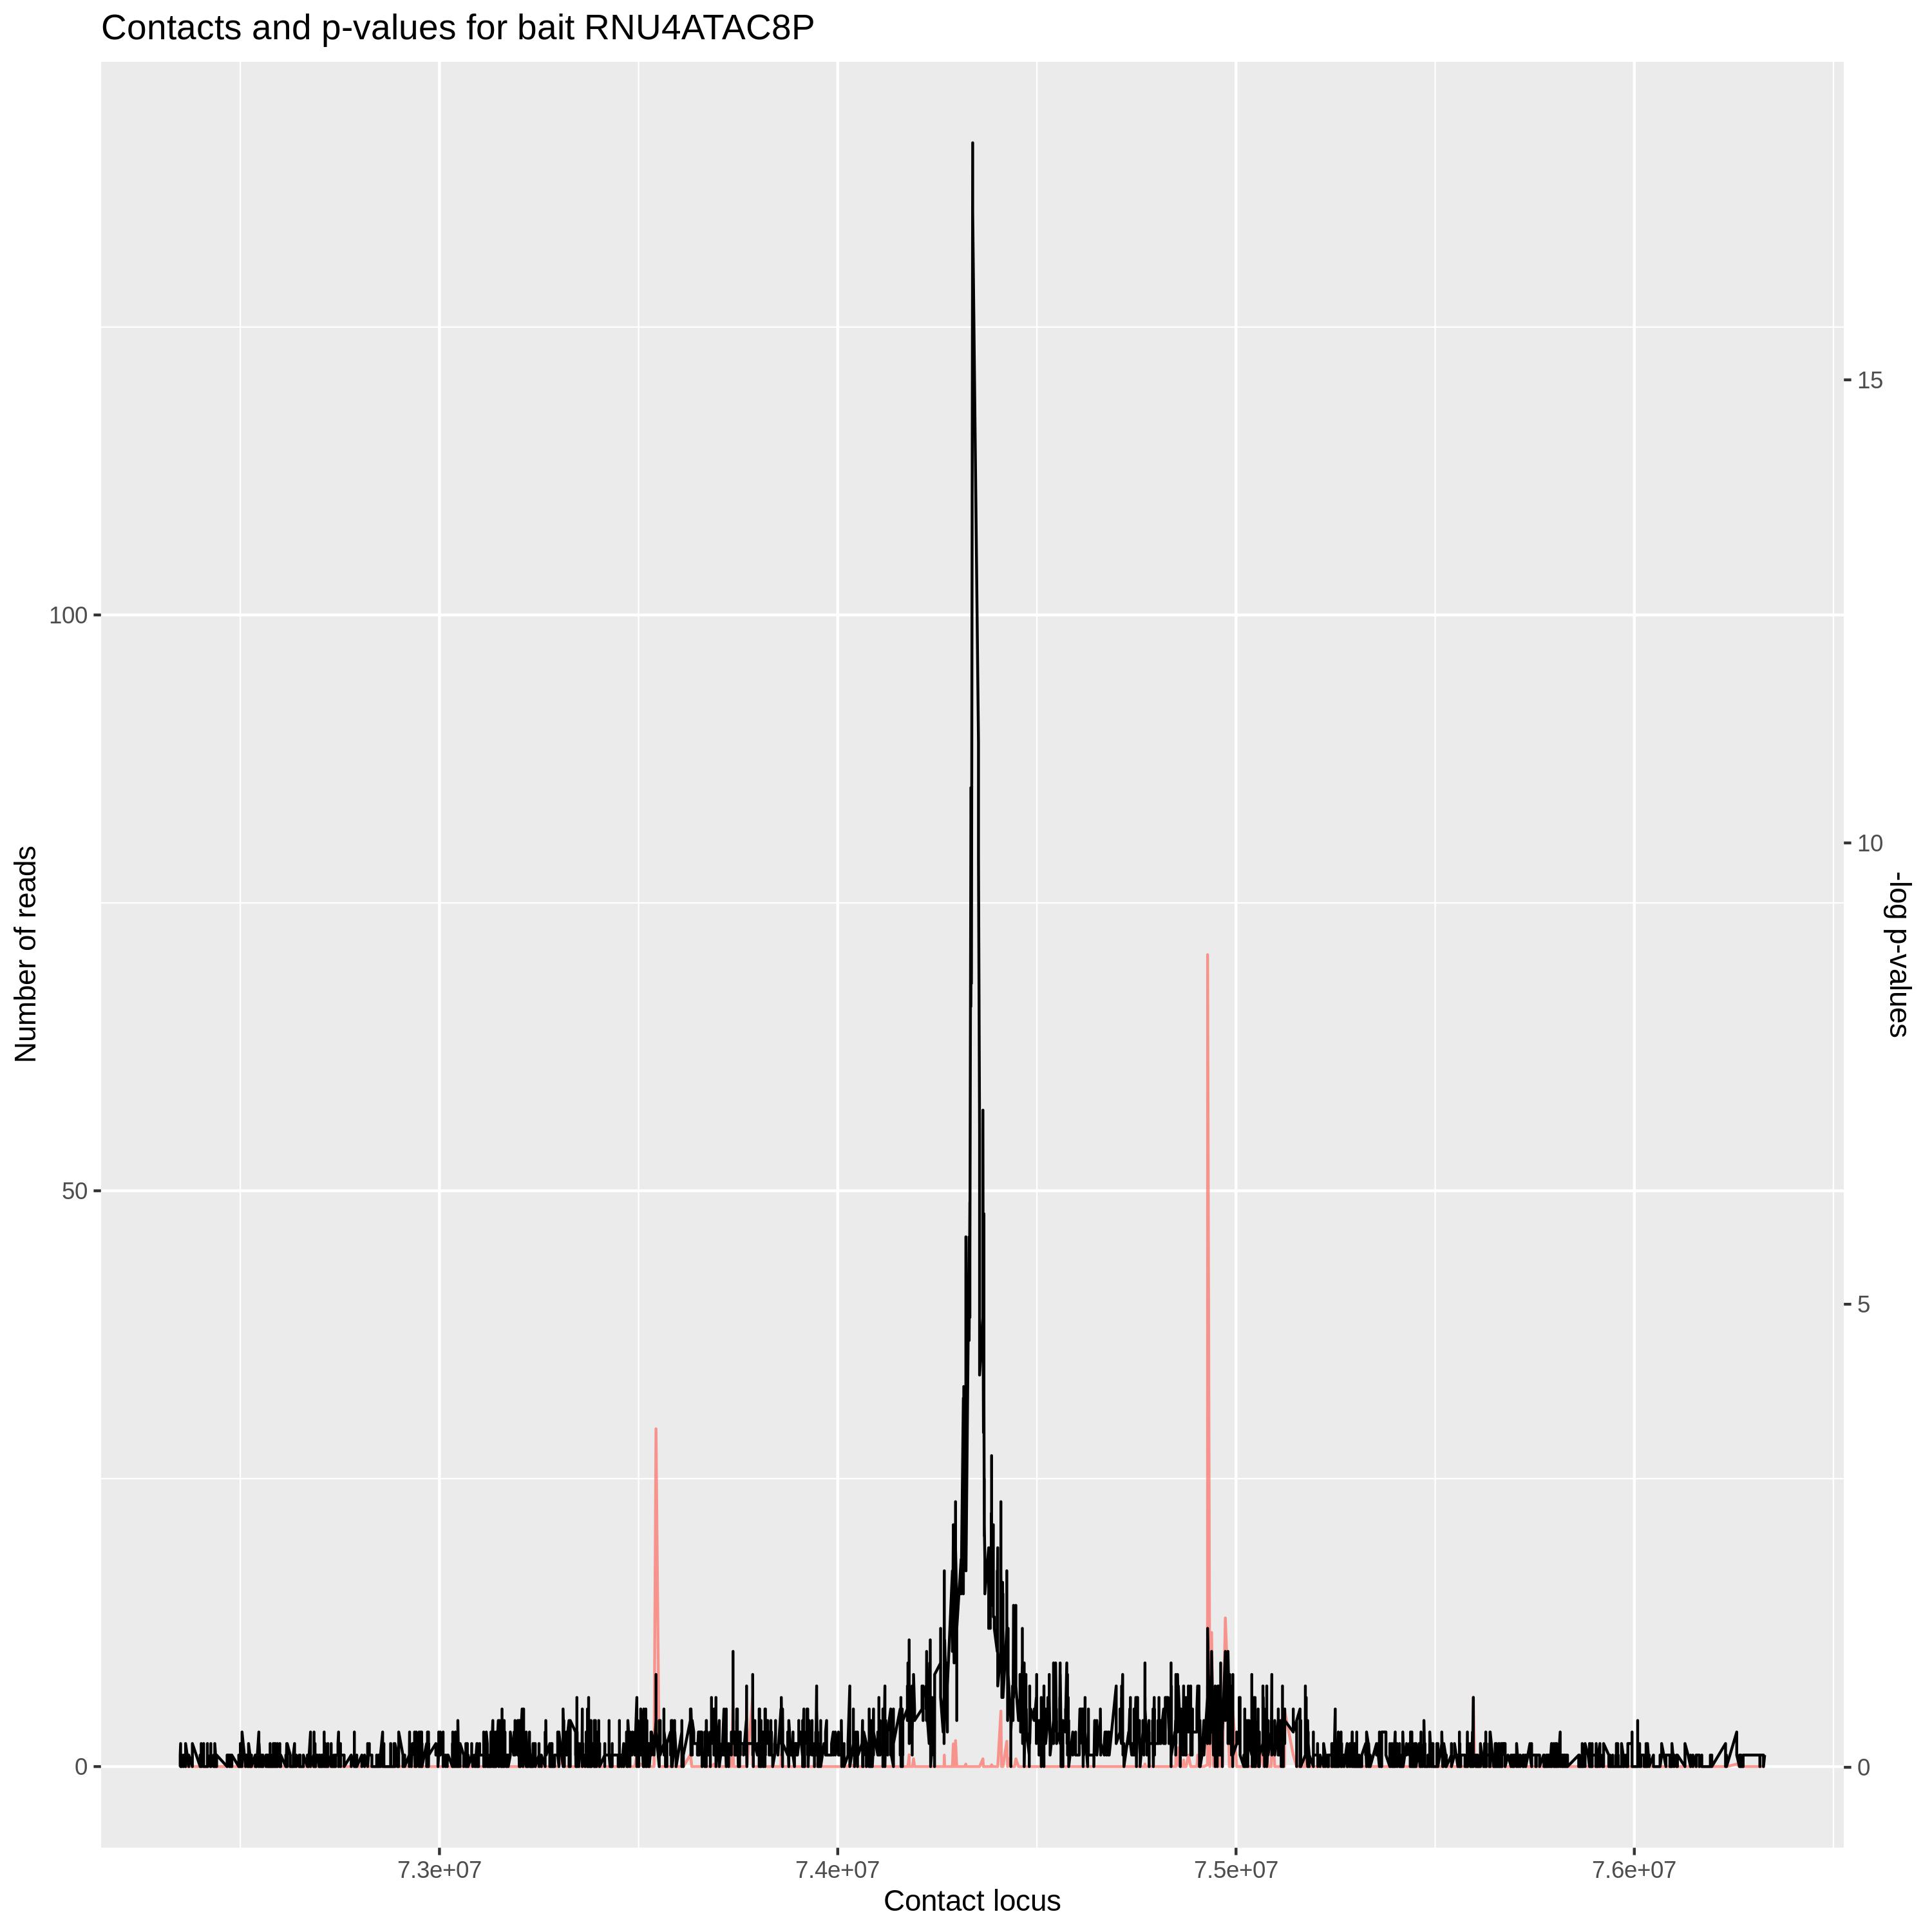 Contacts and p-values for bait RNU4ATAC8P
Number of reads
100
50
0
15
10
5
0
-log p-values
7.3e+07
7.4e+07
7.5e+07
7.6e+07
Contact locus